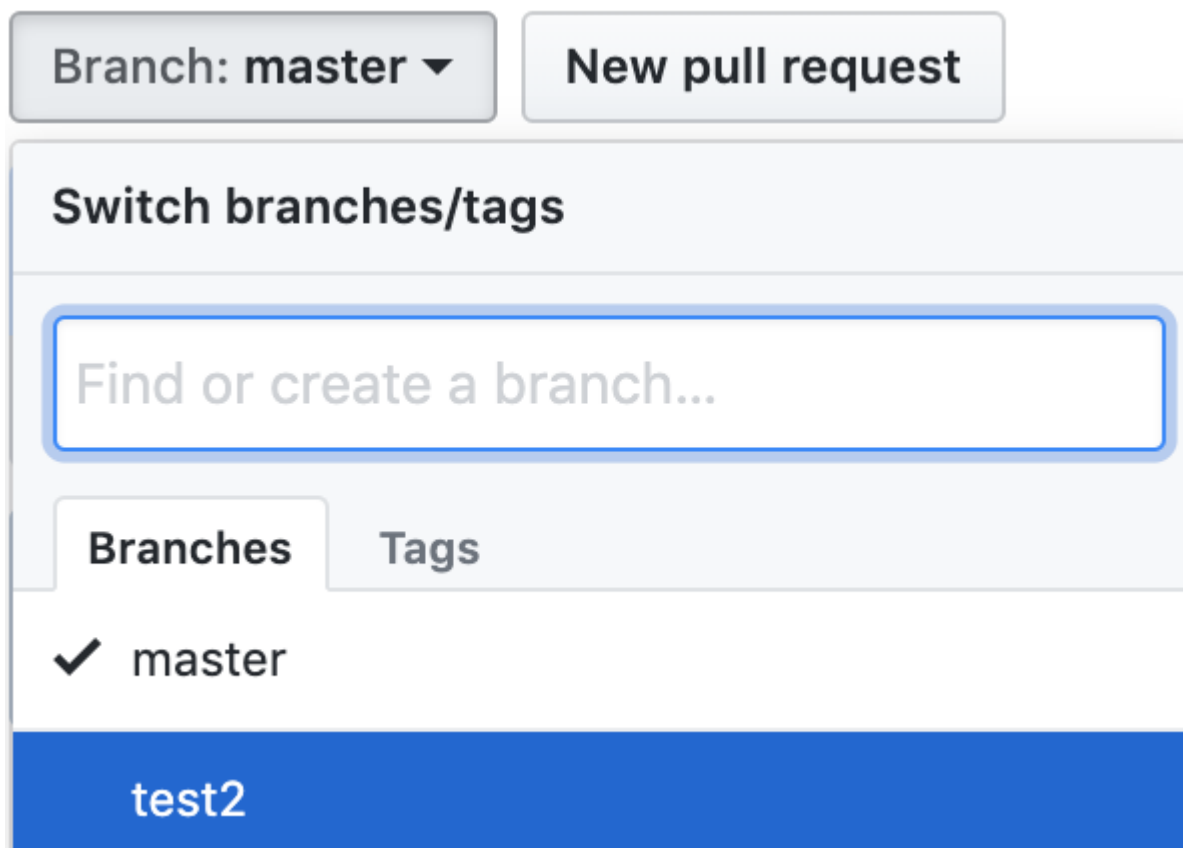 Branch: master New pull request
Switch branches/tags
Find or create a branch...
Branches Tags
master
test2